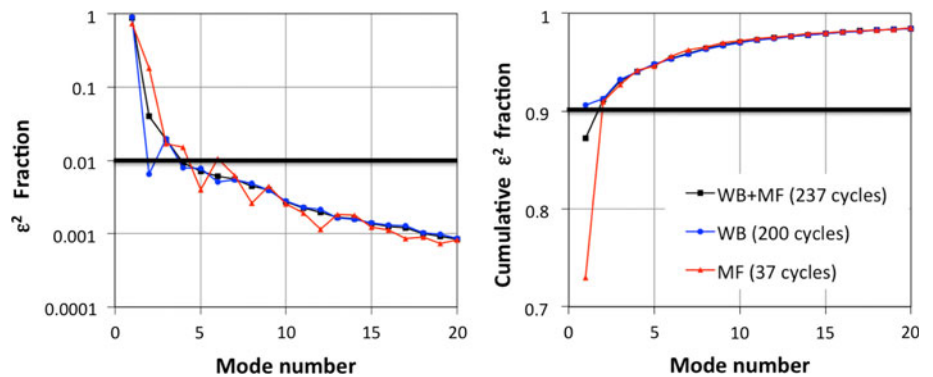 ε² Fraction
1
0.1
0.01
0.001
0.0001
0 5 10 15 20
Mode number
Cumulative ε² fraction
1
0.9
0.8
0.7
0 5 10 15 20
Mode number
WB+MF (237 cycles)
WB (200 cycles)
MF (37 cycles)